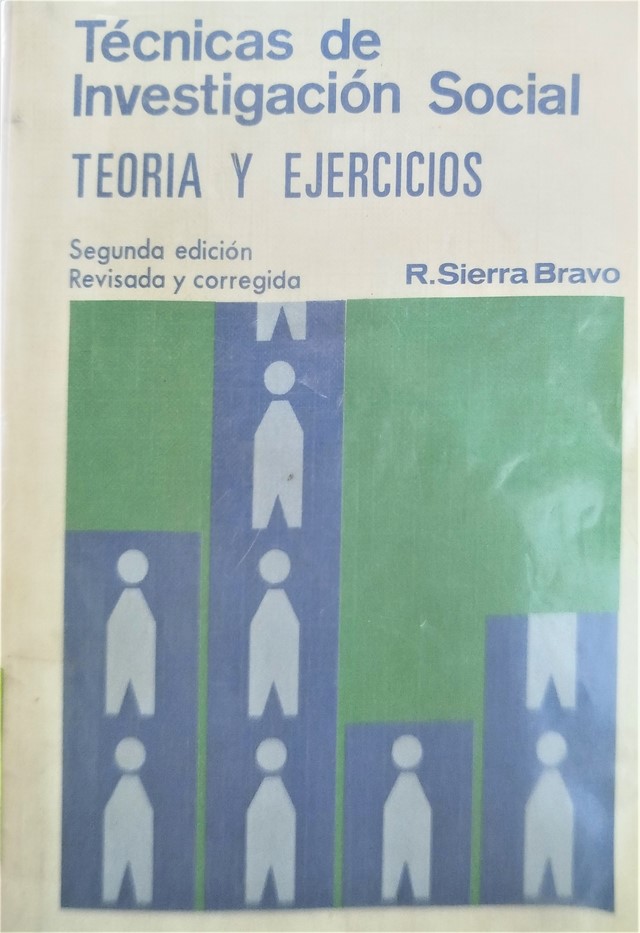 Técnicas de
Investigación Social
TEORIA Y EJERCICIOS
Segunda edición
Revisada y corregida
R. Sierra Bravo